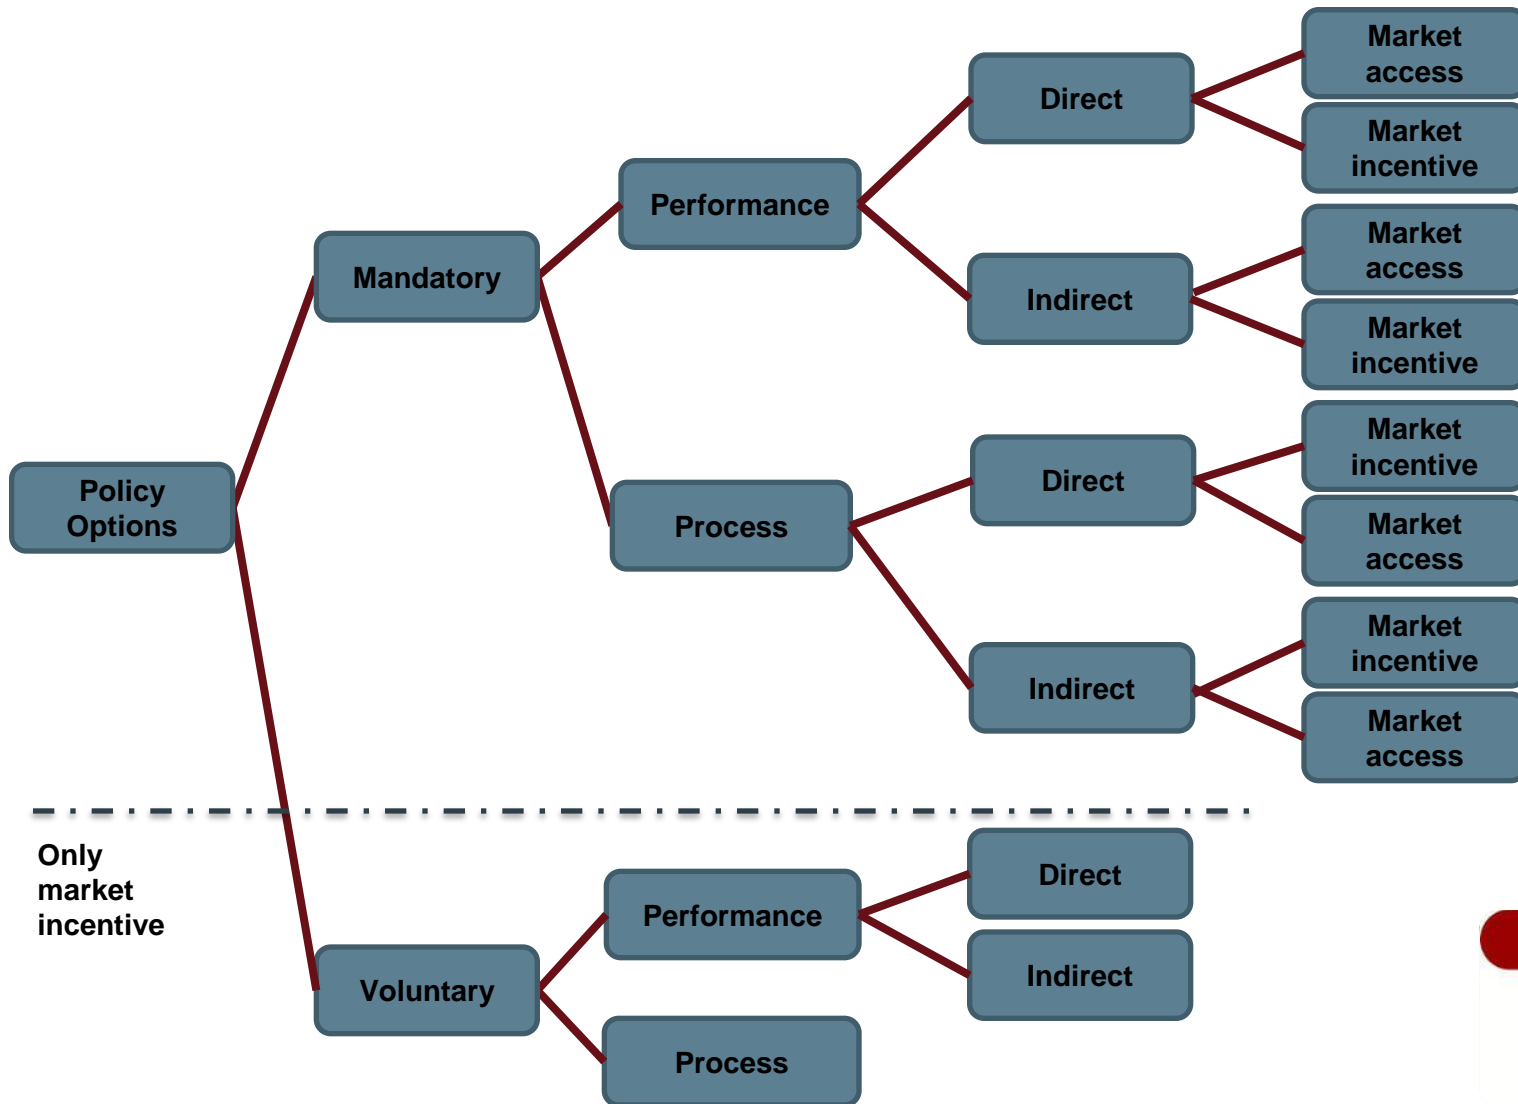 Policy
Options
Mandatory
Performance
Direct
Market
access
Market
incentive
Indirect
Market
access
Market
incentive
Process
Direct
Market
incentive
Market
access
Indirect
Market
incentive
Market
access
Only
market
incentive
Voluntary
Performance
Direct
Indirect
Process